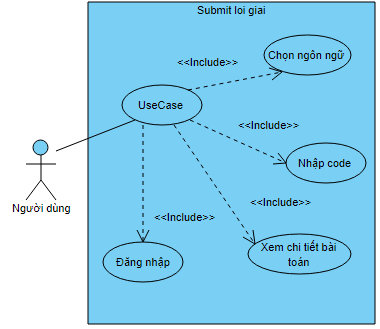 Submit loi giai
Chọn ngôn ngữ
<<Include>>
UseCase
<<Include>>
Nhập code
Người dùng
<<Include>>
<<Include>>
Đăng nhập
Xem chi tiết bài
toán